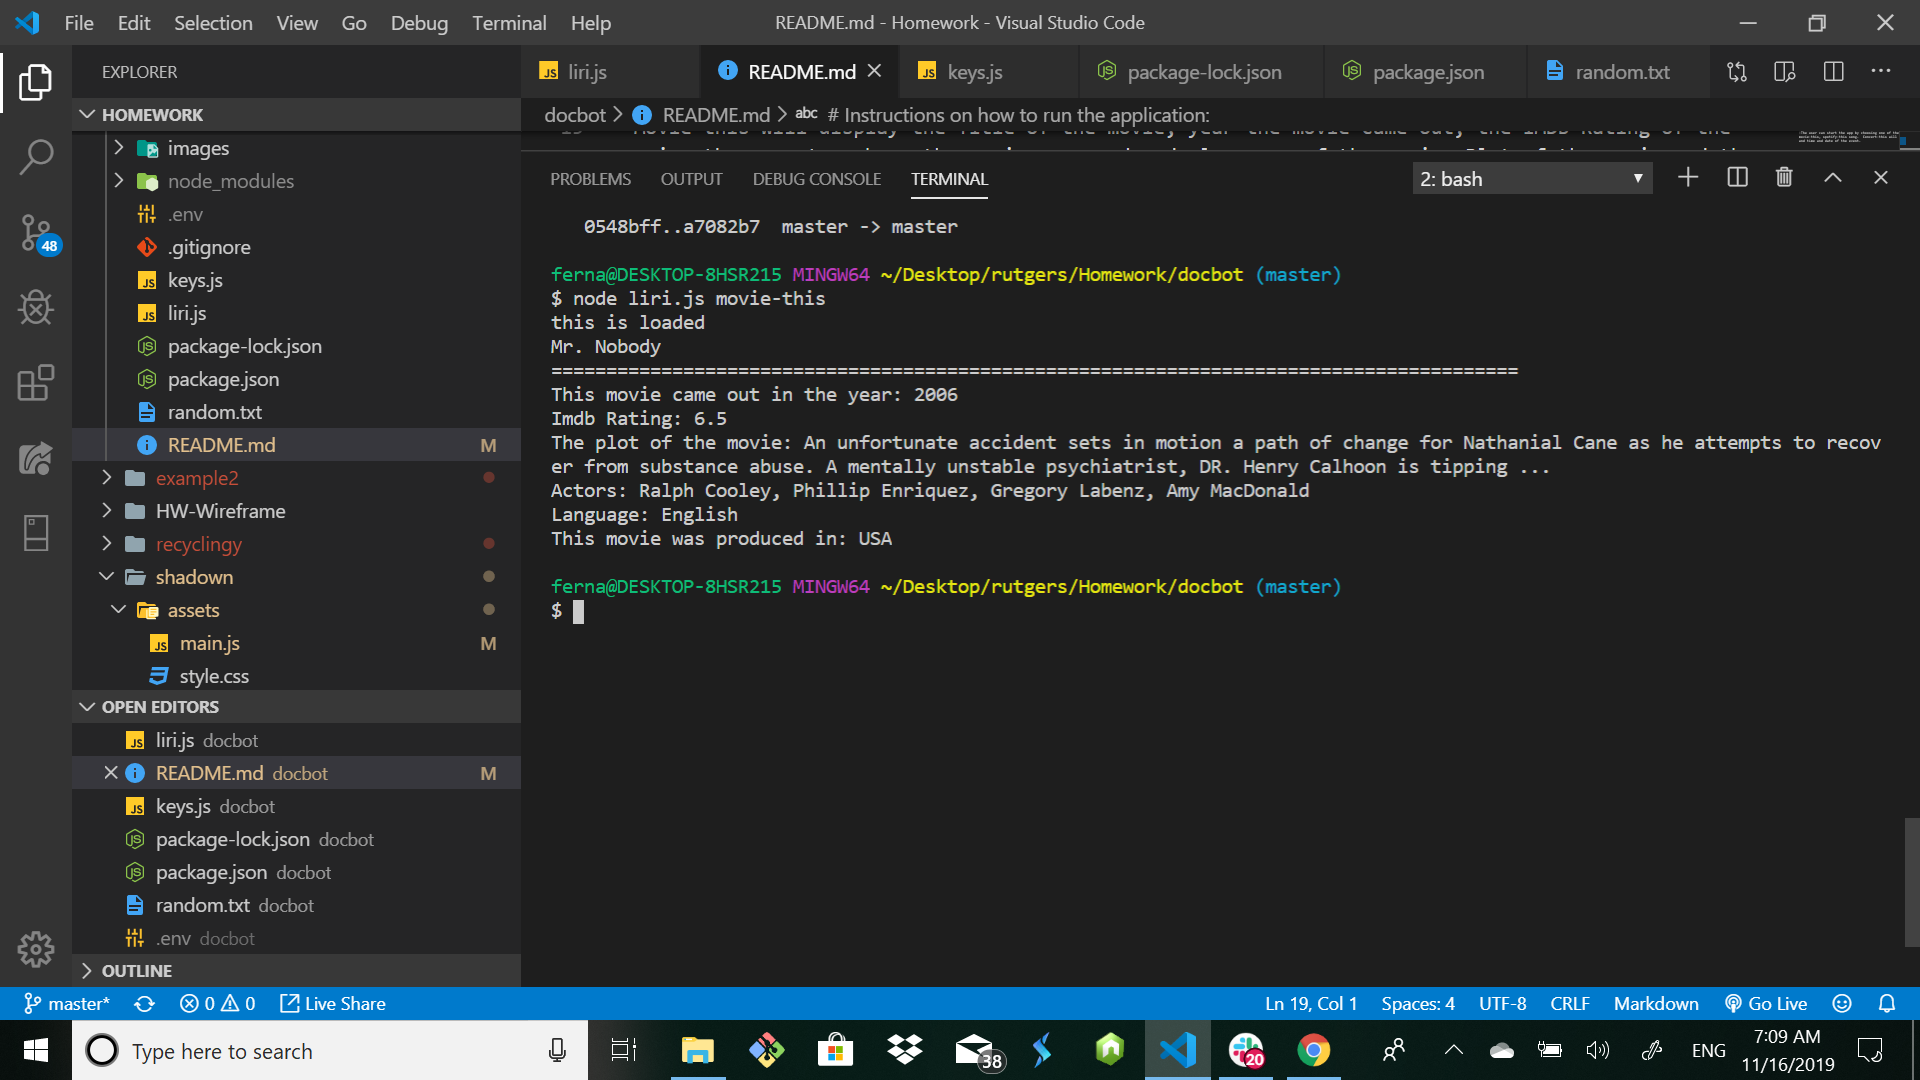 File Edit Selection View Go Debug Terminal Help
README.md - Homework - Visual Studio Code
EXPLORER
HOMEWORK
images
node_modules
.env
.gitignore
keys.js
liri.js
package-lock.json
package.json
random.txt
README.md M
example2
HW-Wireframe
recyclingy
shadown
assets
main.js M
style.css
OPEN EDITORS
liri.js docbot
README.md docbot M
keys.js docbot
package-lock.json docbot
package.json docbot
random.txt docbot
.env docbot
OUTLINE
48
liri.js README.md keys.js package-lock.json package.json random.txt
docbot README.md abc # Instructions on how to run the application:
PROBLEMS OUTPUT DEBUG CONSOLE TERMINAL 2: bash
0548bff..a7082b7 master -> master
ferna@DESKTOP-8HSR215 MINGW64 ~/Desktop/rutgers/Homework/docbot (master)
$ node liri.js movie-this
this is loaded
Mr. Nobody
========================================================================================
This movie came out in the year: 2006
Imdb Rating: 6.5
The plot of the movie: An unfortunate accident sets in motion a path of change for Nathanial Cane as he attempts to recov
er from substance abuse. A mentally unstable psychiatrist, DR. Henry Calhoon is tipping ...
Actors: Ralph Cooley, Phillip Enriquez, Gregory Labenz, Amy MacDonald
Language: English
This movie was produced in: USA
ferna@DESKTOP-8HSR215 MINGW64 ~/Desktop/rutgers/Homework/docbot (master)
$
master* 0 0 Live Share Ln 19, Col 1 Spaces: 4 UTF-8 CRLF Markdown Go Live
Type here to search 38 20 ENG 7:09 AM
11/16/2019